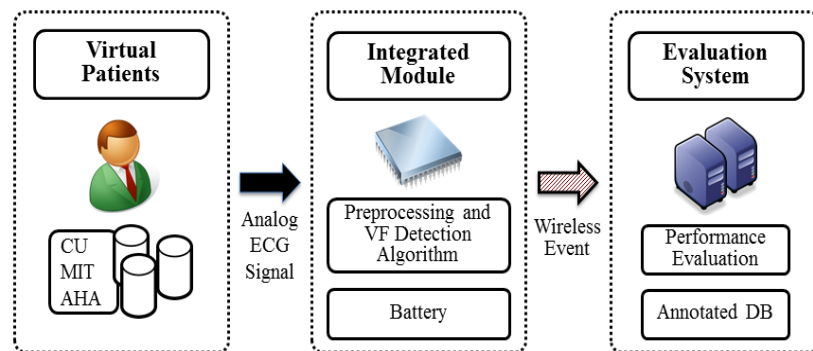 Virtual
Patients
CU
MIT
AHA
Analog
ECG
Signal
Integrated
Module
Preprocessing and
VF Detection
Algorithm
Battery
Wireless
Event
Evaluation
System
Performance
Evaluation
Annotated DB